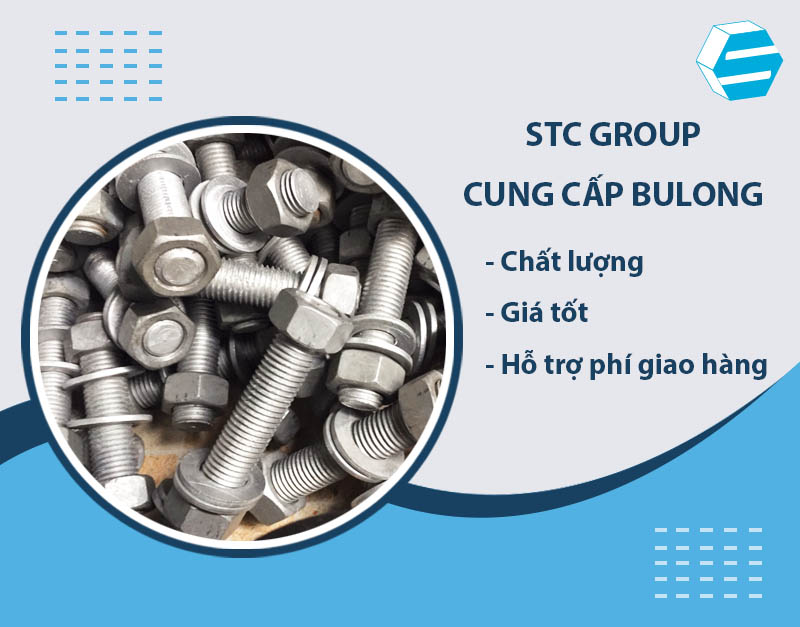 STC GROUP
CUNG CẤP BULONG
- Chất lượng
- Giá tốt
- Hỗ trợ phí giao hàng